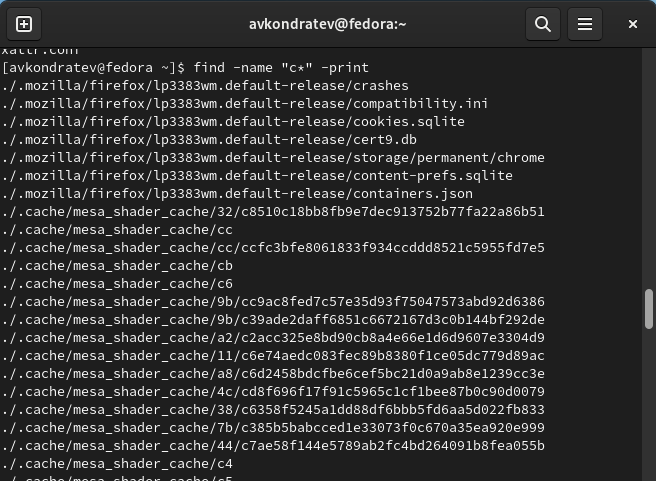 avkondratev@fedora:~
xattr.conf
[avkondratev@fedora ~]$ find -name "c*" -print
./.mozilla/firefox/lp3383wm.default-release/crashes
./.mozilla/firefox/lp3383wm.default-release/compatibility.ini
./.mozilla/firefox/lp3383wm.default-release/cookies.sqlite
./.mozilla/firefox/lp3383wm.default-release/cert9.db
./.mozilla/firefox/lp3383wm.default-release/storage/permanent/chrome
./.mozilla/firefox/lp3383wm.default-release/content-prefs.sqlite
./.mozilla/firefox/lp3383wm.default-release/containers.json
./.cache/mesa_shader_cache/32/c8510c18bb8fb9e7dec913752b77fa22a86b51
./.cache/mesa_shader_cache/cc
./.cache/mesa_shader_cache/cc/ccfc3bfe8061833f934ccddd8521c5955fd7e5
./.cache/mesa_shader_cache/cb
./.cache/mesa_shader_cache/c6
./.cache/mesa_shader_cache/9b/cc9ac8fed7c57e35d93f75047573abd92d6386
./.cache/mesa_shader_cache/9b/c39ade2daff6851c6672167d3c0b144bf292de
./.cache/mesa_shader_cache/a2/c2acc325e8bd90cb8a4e66e1d6d9607e3304d9
./.cache/mesa_shader_cache/11/c6e74aedc083fec89b8380f1ce05dc779d89ac
./.cache/mesa_shader_cache/a8/c6d2458bdcfbe6cef5bc21d0a9ab8e1239cc3e
./.cache/mesa_shader_cache/4c/cd8f696f17f91c5965c1cf1bee87b0c90d0079
./.cache/mesa_shader_cache/38/c6358f5245a1dd88df6bbb5fd6aa5d022fb833
./.cache/mesa_shader_cache/7b/c385b5babcced1e33073f0c670a35ea920e999
./.cache/mesa_shader_cache/44/c7ae58f144e5789ab2fc4bd264091b8fea055b
./.cache/mesa_shader_cache/c4
./.cache/mesa_shader_cache/c5